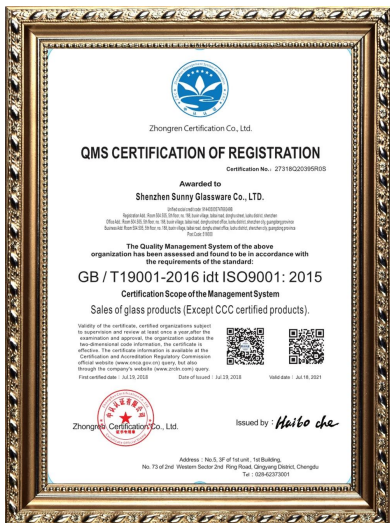 Zhongren Certification Co., Ltd.
QMS CERTIFICATION OF REGISTRATION
Certification No.: 27318Q20395R0S
Awarded to
Shenzhen Sunny Glassware Co., LTD.
The Quality Management System of the above
organization has been assessed and found to be in accordance with
the requirements of the standard:
GB / T19001-2016 idt ISO9001: 2015
Certification Scope of the Management System
Sales of glass products (Except CCC certified products).
Validity of the certificate, certified organizations subject
to supervision and review at least once a year,after the
examination and approval, the organization updates the
two-dimensional code information, the certificate is
effective. The certificate information is available at the
Certification and Accreditation Regulatory Commission
official website (www.cnca.gov.cn) query, but also
through the company's website (www.zrcln.com) query.
First certified date : Jul.19, 2018 Date of Issued : Jul.19, 2018 Valid date : Jul.18, 2021
Zhongren Certification Co., Ltd.
Issued by : Haibo che
Address : No.5, 3F of 1st unit, 1st Building,
No. 73 of 2nd Western Sector 2nd Ring Road, Qingyang District, Chengdu
Tel : 028-62373001